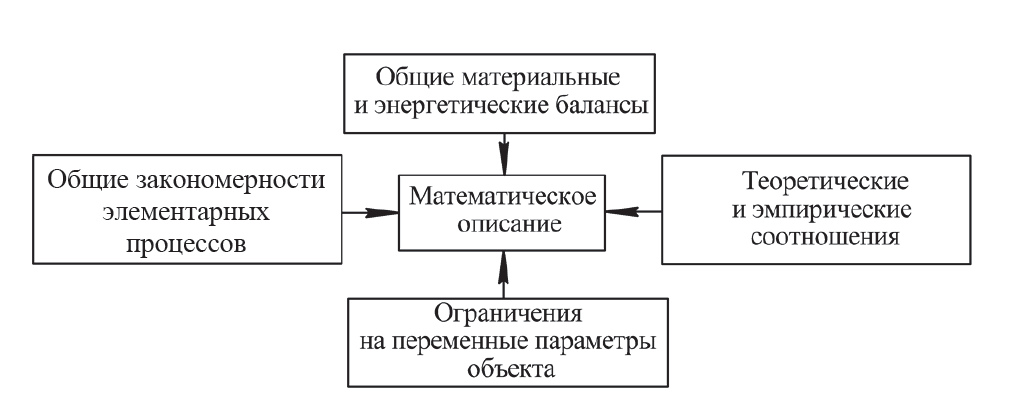 Общие материальные
и энергетические балансы
Общие закономерности
элементарных
процессов
Математическое
описание
Теоретические
и эмпирические
соотношения
Ограничения
на переменные параметры
объекта